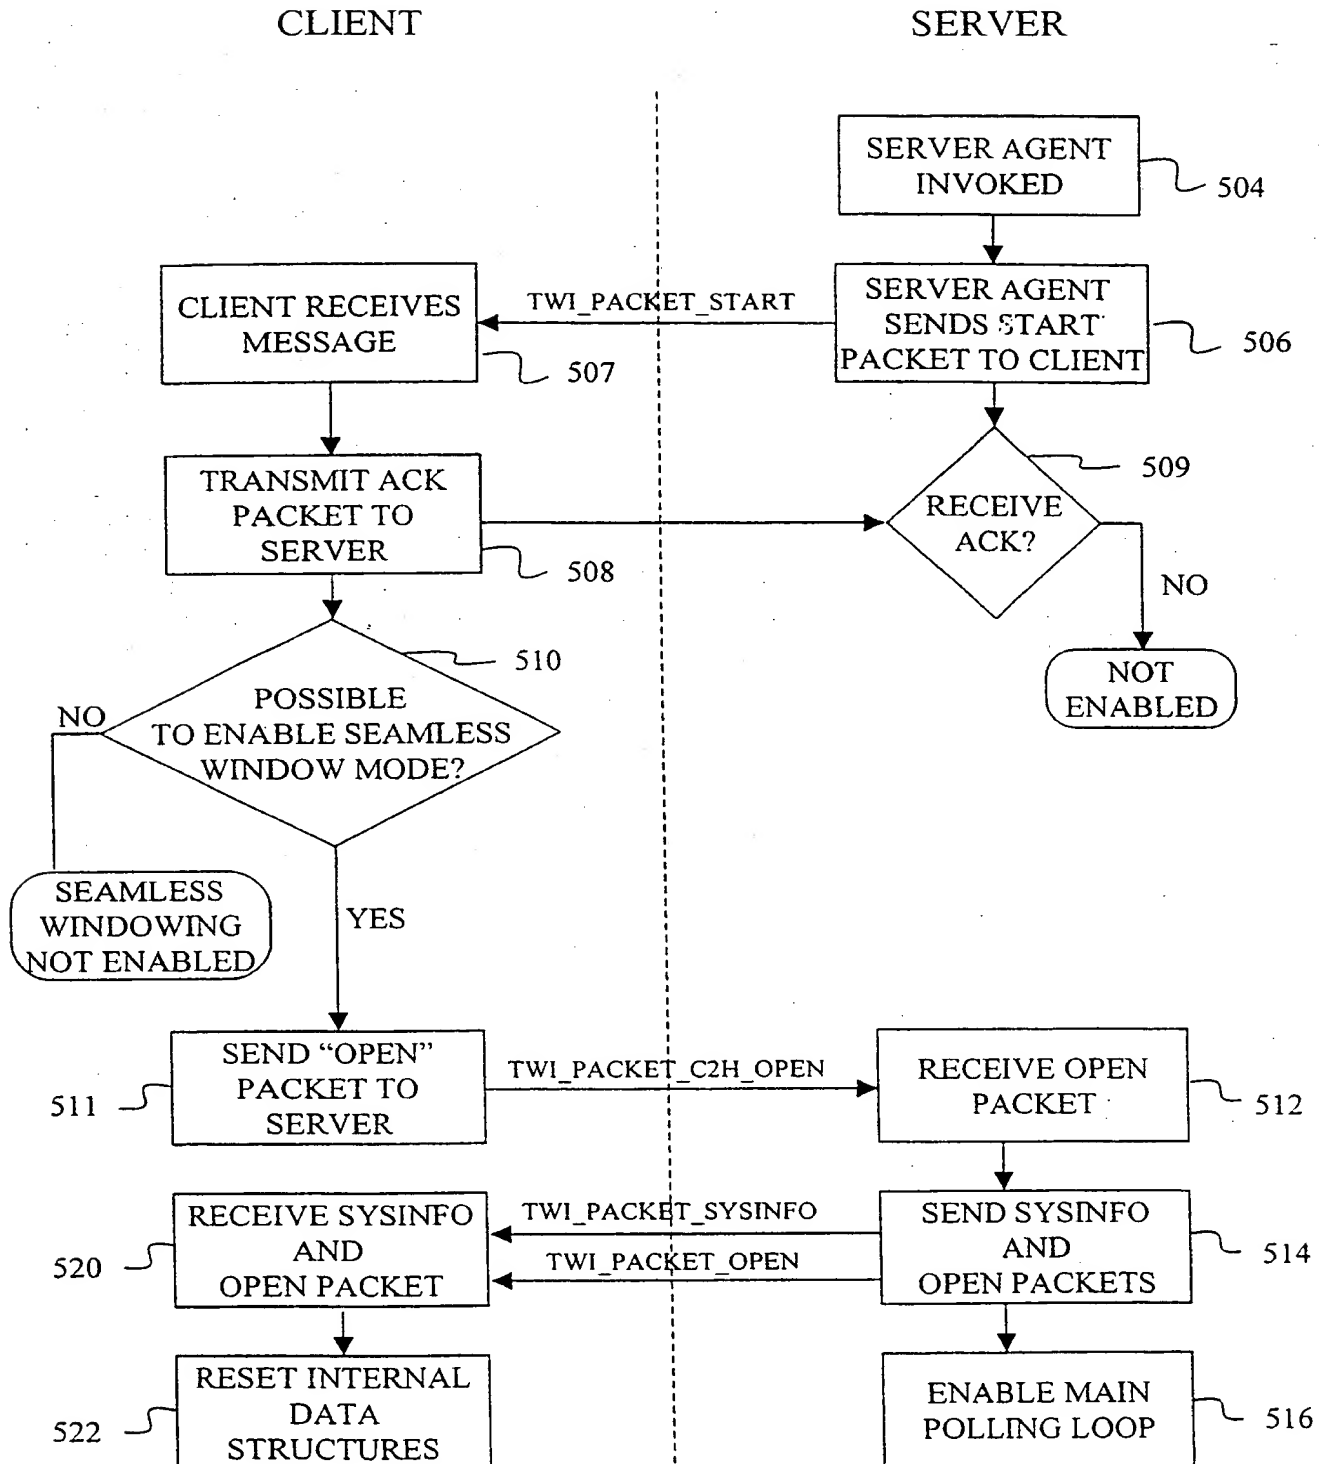 CLIENT
SERVER
SERVER AGENT
INVOKED
504
CLIENT RECEIVES
MESSAGE
507
TWI_PACKET_START
SERVER AGENT
SENDS START
PACKET TO CLIENT
506
TRANSMIT ACK
PACKET TO
SERVER
508
RECEIVE
ACK?
509
NO
NOT
ENABLED
510
POSSIBLE
TO ENABLE SEAMLESS
WINDOW MODE?
NO
SEAMLESS
WINDOWING
NOT ENABLED
YES
SEND “OPEN”
PACKET TO
SERVER
511
TWI_PACKET_C2H_OPEN
RECEIVE OPEN
PACKET
512
RECEIVE SYSINFO
AND
OPEN PACKET
520
TWI_PACKET_SYSINFO
TWI_PACKET_OPEN
SEND SYSINFO
AND
OPEN PACKETS
514
RESET INTERNAL
DATA
STRUCTURES
522
ENABLE MAIN
POLLING LOOP
516